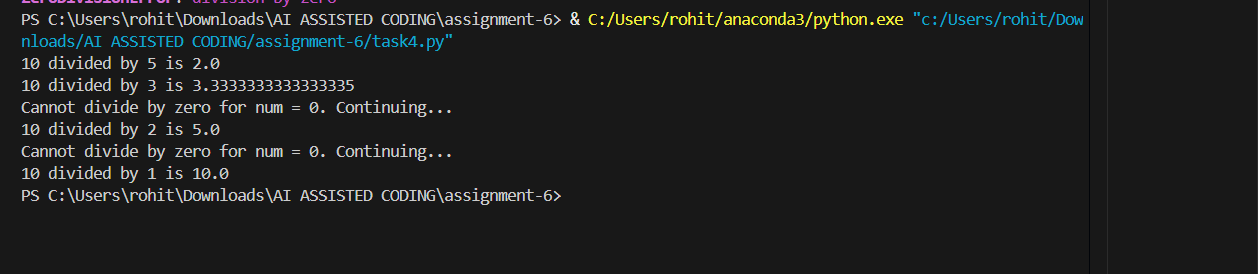 ZeroDivisionError: division by zero
PS C:\Users\rohit\Downloads\AI ASSISTED CODING\assignment-6> & C:/Users/rohit/anaconda3/python.exe "c:/Users/rohit/Dow
nloads/AI ASSISTED CODING/assignment-6/task4.py"
10 divided by 5 is 2.0
10 divided by 3 is 3.3333333333333335
Cannot divide by zero for num = 0. Continuing...
10 divided by 2 is 5.0
Cannot divide by zero for num = 0. Continuing...
10 divided by 1 is 10.0
PS C:\Users\rohit\Downloads\AI ASSISTED CODING\assignment-6>